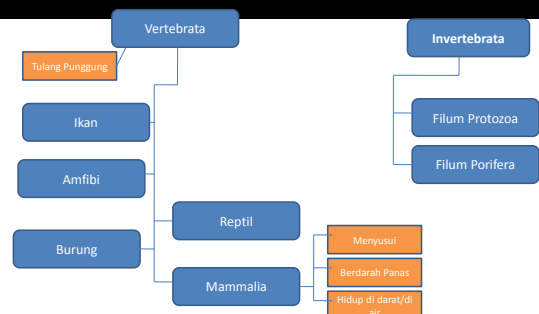 Vertebrata
Tulang Punggung
Ikan
Amfibi
Burung
Reptil
Mammalia
Menyusui
Berdarah Panas
Hidup di darat/di
air
Invertebrata
Filum Protozoa
Filum Porifera